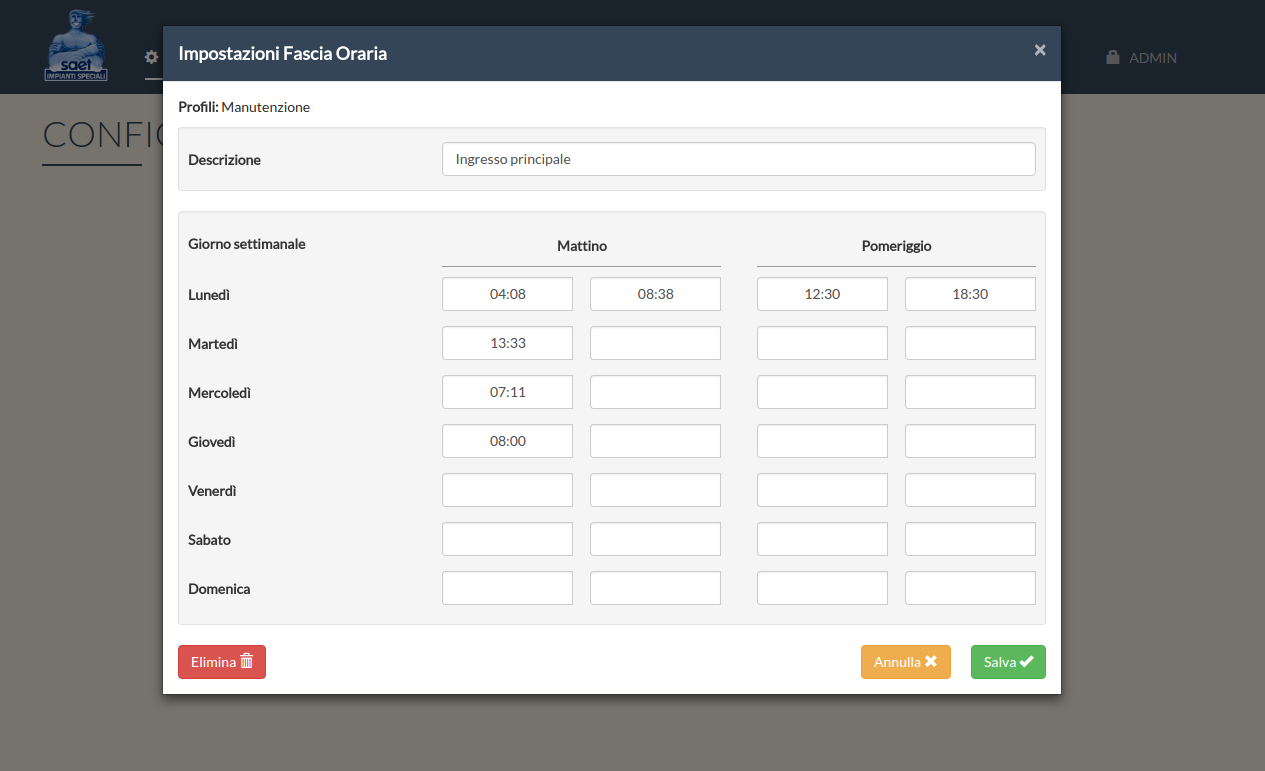 Impostazioni Fascia Oraria ×
saet
IMPIANTI SPECIALI
ADMIN
Profili: Manutenzione
Descrizione Ingresso principale
Giorno settimanale Mattino Pomeriggio
Lunedì 04:08 08:38 12:30 18:30
Martedì 13:33
Mercoledì 07:11
Giovedì 08:00
Venerdì
Sabato
Domenica
Elimina Annulla Salva